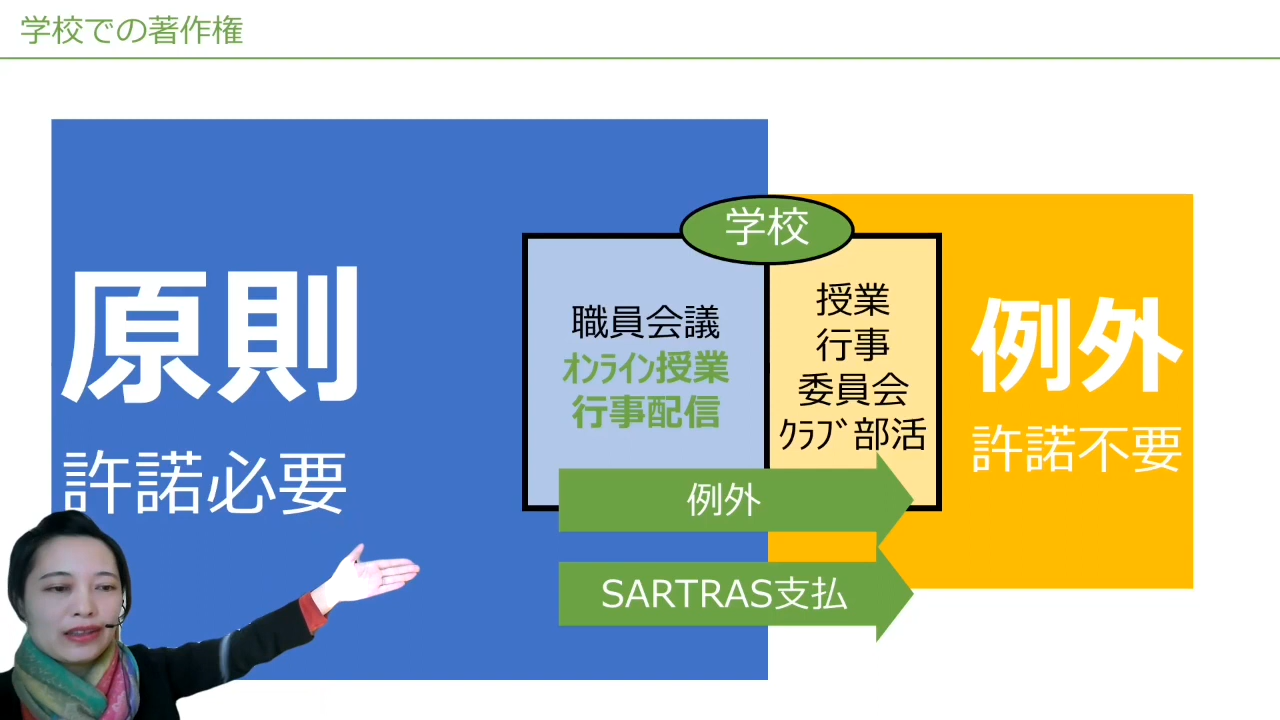 学校での著作権
原則
許諾必要
学校
職員会議
ｵﾝﾗｲﾝ授業
行事配信
授業
行事
委員会
ｸﾗﾌﾞ部活
例外
許諾不要
例外
SARTRAS支払